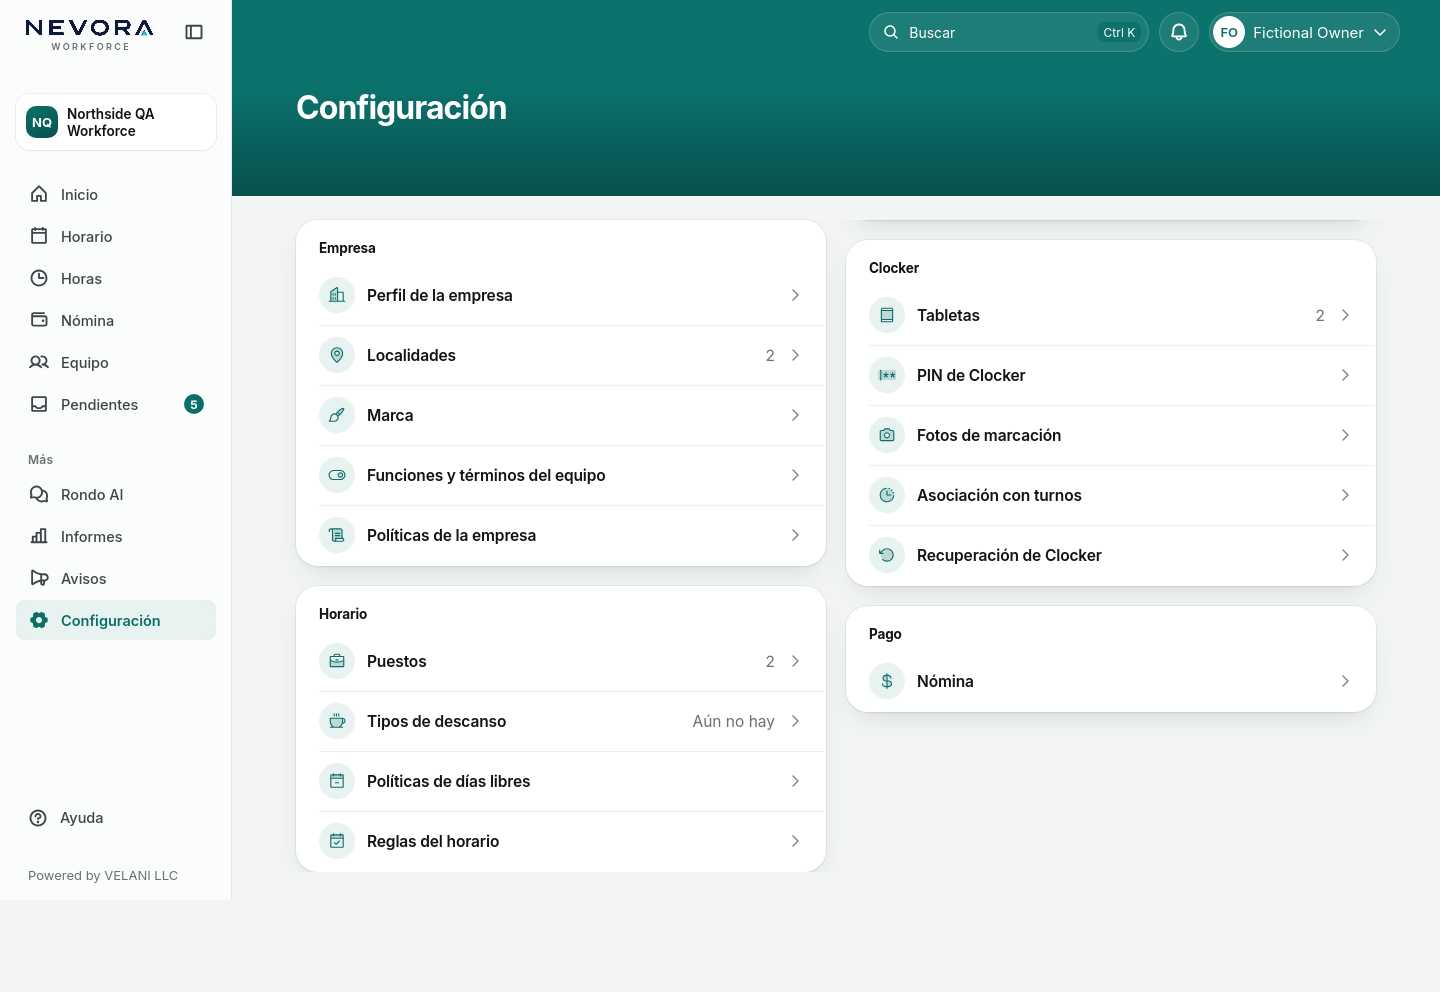 NEVORA
WORKFORCE
NQ
Northside QA
Workforce
Inicio
Horario
Horas
Nómina
Equipo
Pendientes 5
Más
Rondo AI
Informes
Avisos
Configuración
Ayuda
Powered by VELANI LLC
Buscar Ctrl K
FO Fictional Owner
Configuración
Empresa
Perfil de la empresa
Localidades 2
Marca
Funciones y términos del equipo
Políticas de la empresa
Horario
Puestos 2
Tipos de descanso Aún no hay
Políticas de días libres
Reglas del horario
Clocker
Tabletas 2
PIN de Clocker
Fotos de marcación
Asociación con turnos
Recuperación de Clocker
Pago
Nómina